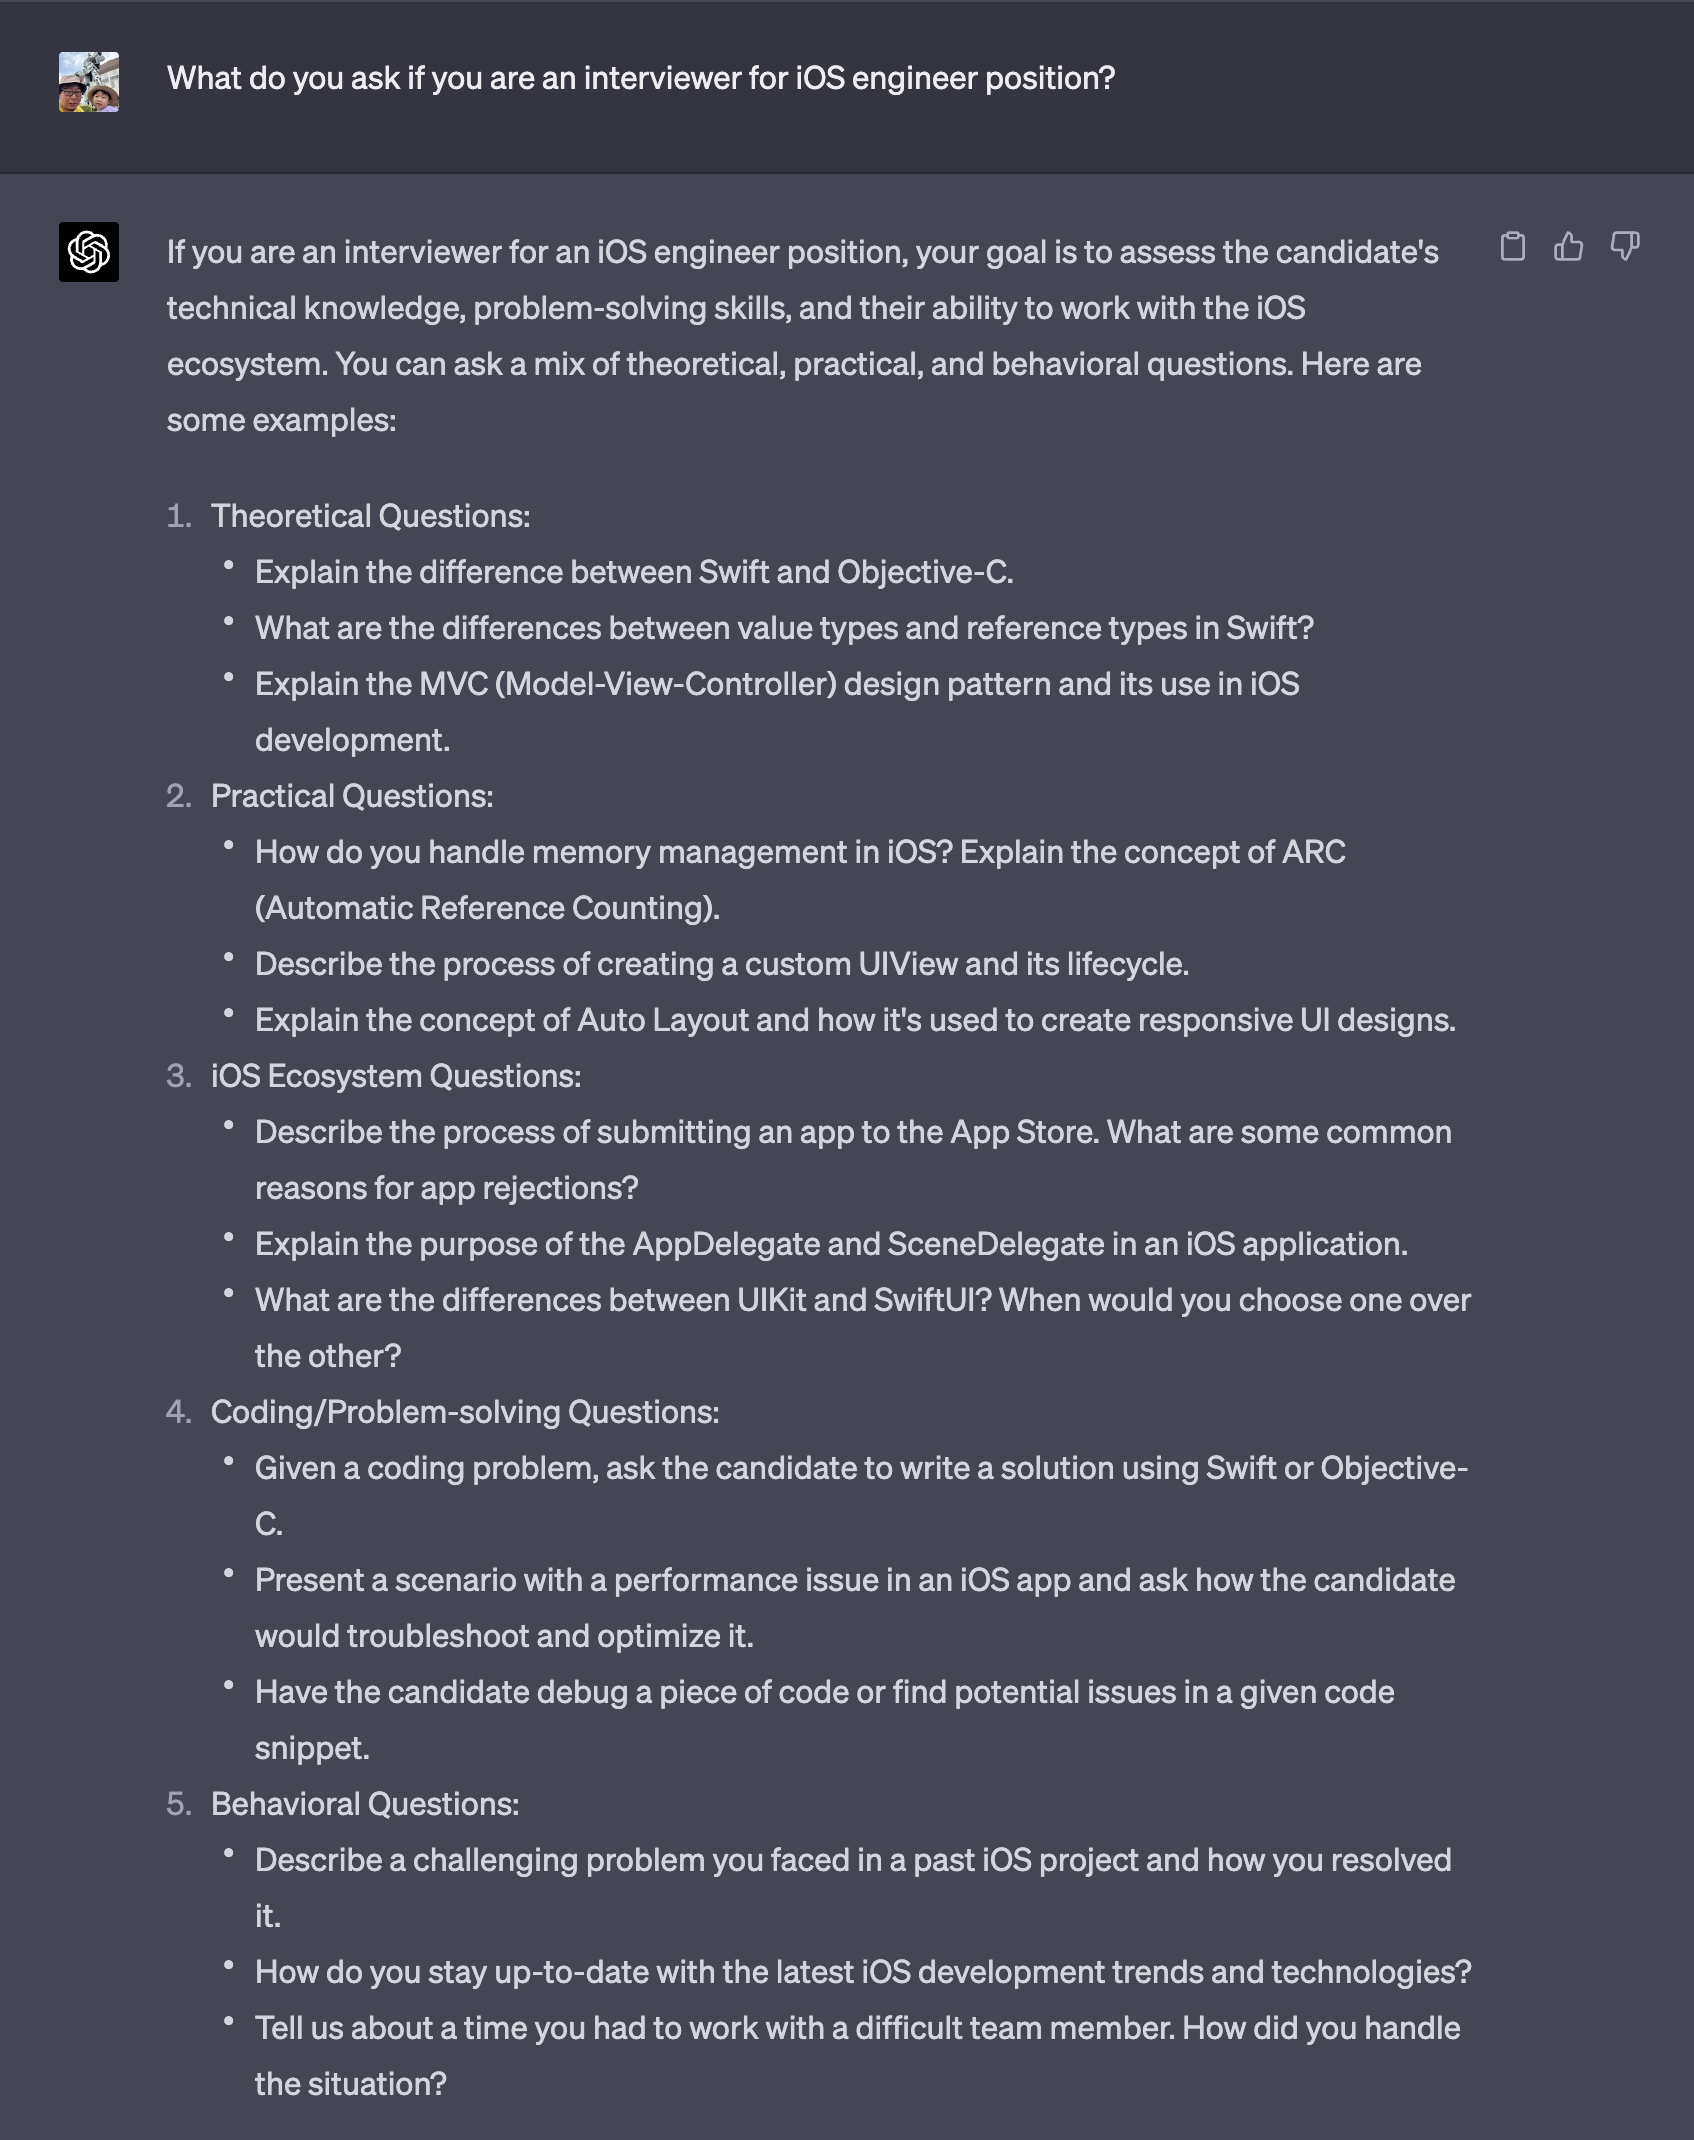 What do you ask if you are an interviewer for iOS engineer position?
If you are an interviewer for an iOS engineer position, your goal is to assess the candidate's
technical knowledge, problem-solving skills, and their ability to work with the iOS
ecosystem. You can ask a mix of theoretical, practical, and behavioral questions. Here are
some examples:
1. Theoretical Questions:
• Explain the difference between Swift and Objective-C.
• What are the differences between value types and reference types in Swift?
• Explain the MVC (Model-View-Controller) design pattern and its use in iOS
development.
2. Practical Questions:
• How do you handle memory management in iOS? Explain the concept of ARC
(Automatic Reference Counting).
• Describe the process of creating a custom UIView and its lifecycle.
• Explain the concept of Auto Layout and how it's used to create responsive UI designs.
3. iOS Ecosystem Questions:
• Describe the process of submitting an app to the App Store. What are some common
reasons for app rejections?
• Explain the purpose of the AppDelegate and SceneDelegate in an iOS application.
• What are the differences between UIKit and SwiftUI? When would you choose one over
the other?
4. Coding/Problem-solving Questions:
• Given a coding problem, ask the candidate to write a solution using Swift or Objective-
C.
• Present a scenario with a performance issue in an iOS app and ask how the candidate
would troubleshoot and optimize it.
• Have the candidate debug a piece of code or find potential issues in a given code
snippet.
5. Behavioral Questions:
• Describe a challenging problem you faced in a past iOS project and how you resolved
it.
• How do you stay up-to-date with the latest iOS development trends and technologies?
• Tell us about a time you had to work with a difficult team member. How did you handle
the situation?